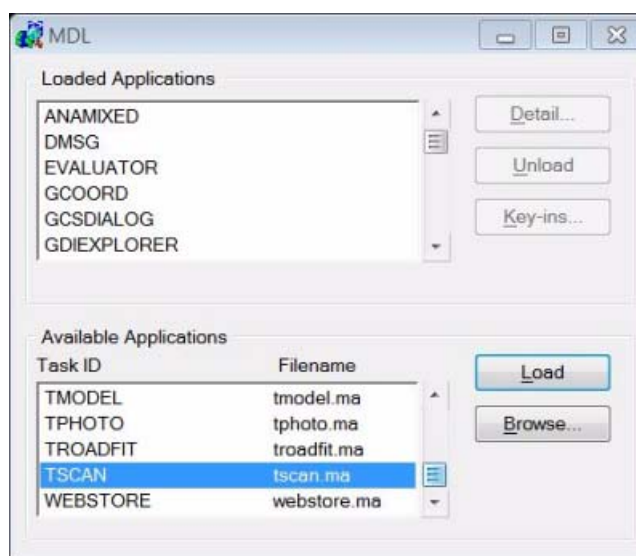 MDL
Loaded Applications
ANAMIXED
DMSG
EVALUATOR
GCOORD
GCSDIALOG
GDIEXPLORER
Detail...
Unload
Key-ins...
Available Applications
Task ID Filename
TMODEL tmodel.ma
TPHOTO tphoto.ma
TROADFIT troadfit.ma
TSCAN tscan.ma
WEBSTORE webstore.ma
Load
Browse...